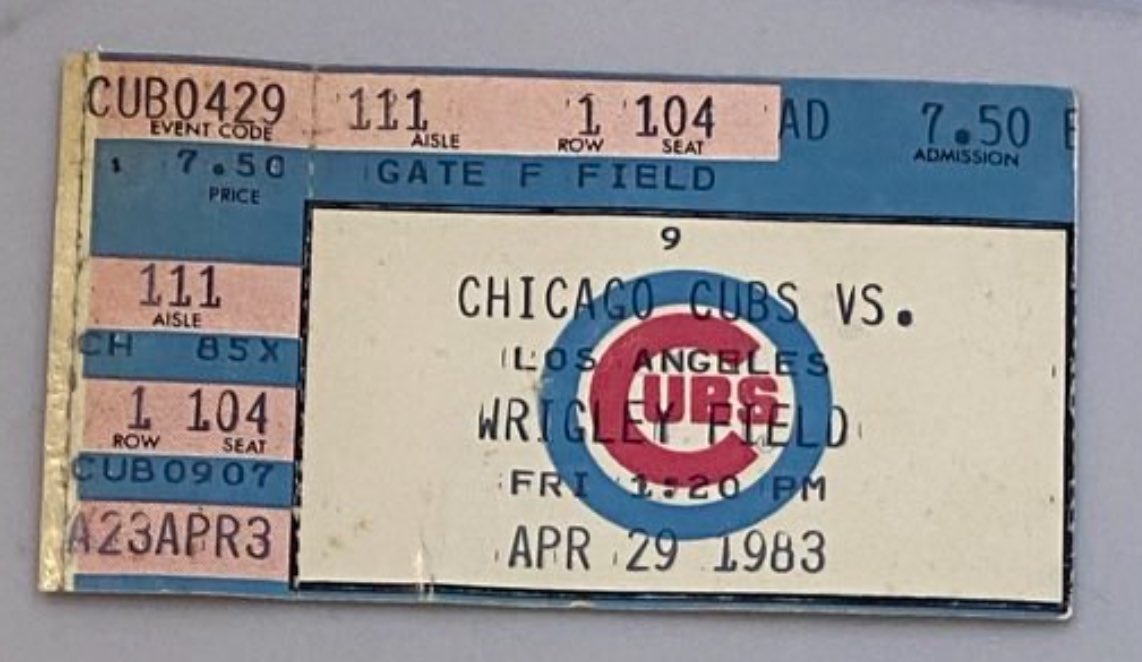 CUB0429
EVENT CODE
7.50
PRICE
111
AISLE
CH 85X
1 104
ROW SEAT
CUB0907
A23APR3
111 1 104 AD 7.50
AISLE ROW SEAT ADMISSION
GATE F FIELD
9
CHICAGO CUBS VS.
LOS ANGELES
WRIGLEY FIELD
FRI 1:20 PM
APR 29 1983
CUBS